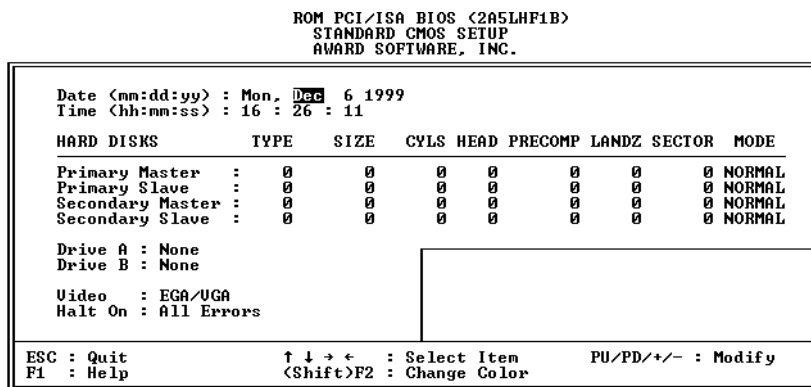 ROM PCI/ISA BIOS (2A5LHF1B)
STANDARD CMOS SETUP
AWARD SOFTWARE, INC.
Date (mm:dd:yy) : Mon, Dec 6 1999
Time (hh:mm:ss) : 16 : 26 : 11
HARD DISKS TYPE SIZE CYLS HEAD PRECOMP LANDZ SECTOR MODE
Primary Master : 0 0 0 0 0 0 0 NORMAL
Primary Slave : 0 0 0 0 0 0 0 NORMAL
Secondary Master : 0 0 0 0 0 0 0 NORMAL
Secondary Slave : 0 0 0 0 0 0 0 NORMAL
Drive A : None
Drive B : None
Video : EGA/VGA
Halt On : All Errors
ESC : Quit ↑ ↓ → ← : Select Item PU/PD/+/- : Modify
F1 : Help (Shift)F2 : Change Color